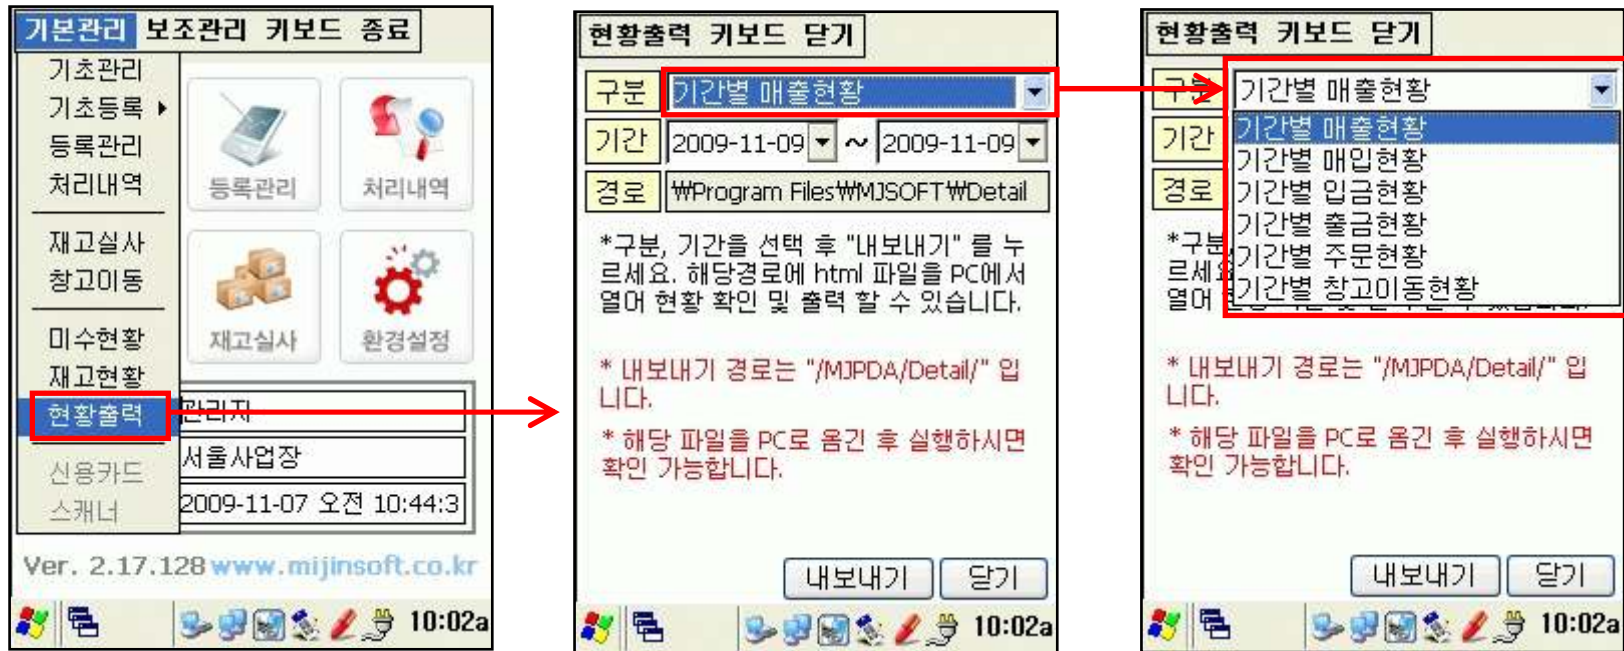 기본관리 보조관리 키보드 종료
기초관리
기초등록
등록관리
처리내역
재고실사
창고이동
미수현황
재고현황
현황출력
신용카드
스캐너
등록관리
처리내역
재고실사
환경설정
관리자
서울사업장
2009-11-07 오전 10:44:3
Ver. 2.17.128 www.mijinsoft.co.kr
10:02a
현황출력 키보드 닫기
구분 기간별 매출현황
기간 2009-11-09 ~ 2009-11-09
경로 ₩Program Files₩MJSOFT₩Detail
*구분, 기간을 선택 후 "내보내기" 를 누
르세요. 해당경로에 html 파일을 PC에서
열어 현황 확인 및 출력 할 수 있습니다.
* 내보내기 경로는 "/MJPDA/Detail/" 입
니다.
* 해당 파일을 PC로 옮긴 후 실행하시면
확인 가능합니다.
내보내기 닫기
10:02a
현황출력 키보드 닫기
구분 기간별 매출현황
기간
경로
기간별 매출현황
기간별 매입현황
기간별 입금현황
기간별 출금현황
기간별 주문현황
기간별 창고이동현황
*구분
르세
열어
* 내보내기 경로는 "/MJPDA/Detail/" 입
니다.
* 해당 파일을 PC로 옮긴 후 실행하시면
확인 가능합니다.
내보내기 닫기
10:02a